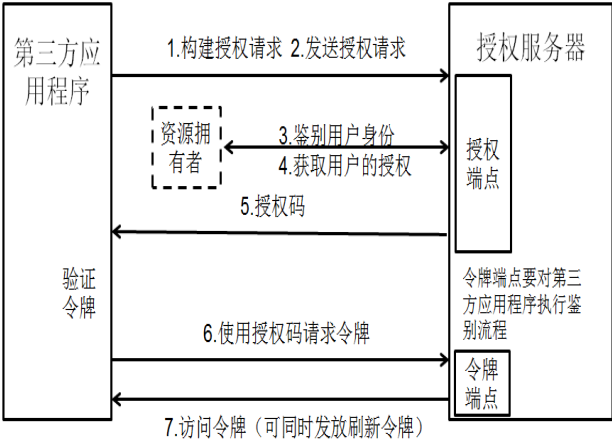 第三方应
用程序
1.构建授权请求 2.发送授权请求
授权服务器
资源拥
有者
3.鉴别用户身份
4.获取用户的授权
授权
端点
5.授权码
验证
令牌
令牌端点要对第三
方应用程序执行鉴
别流程
6.使用授权码请求令牌
令牌
端点
7.访问令牌（可同时发放刷新令牌）